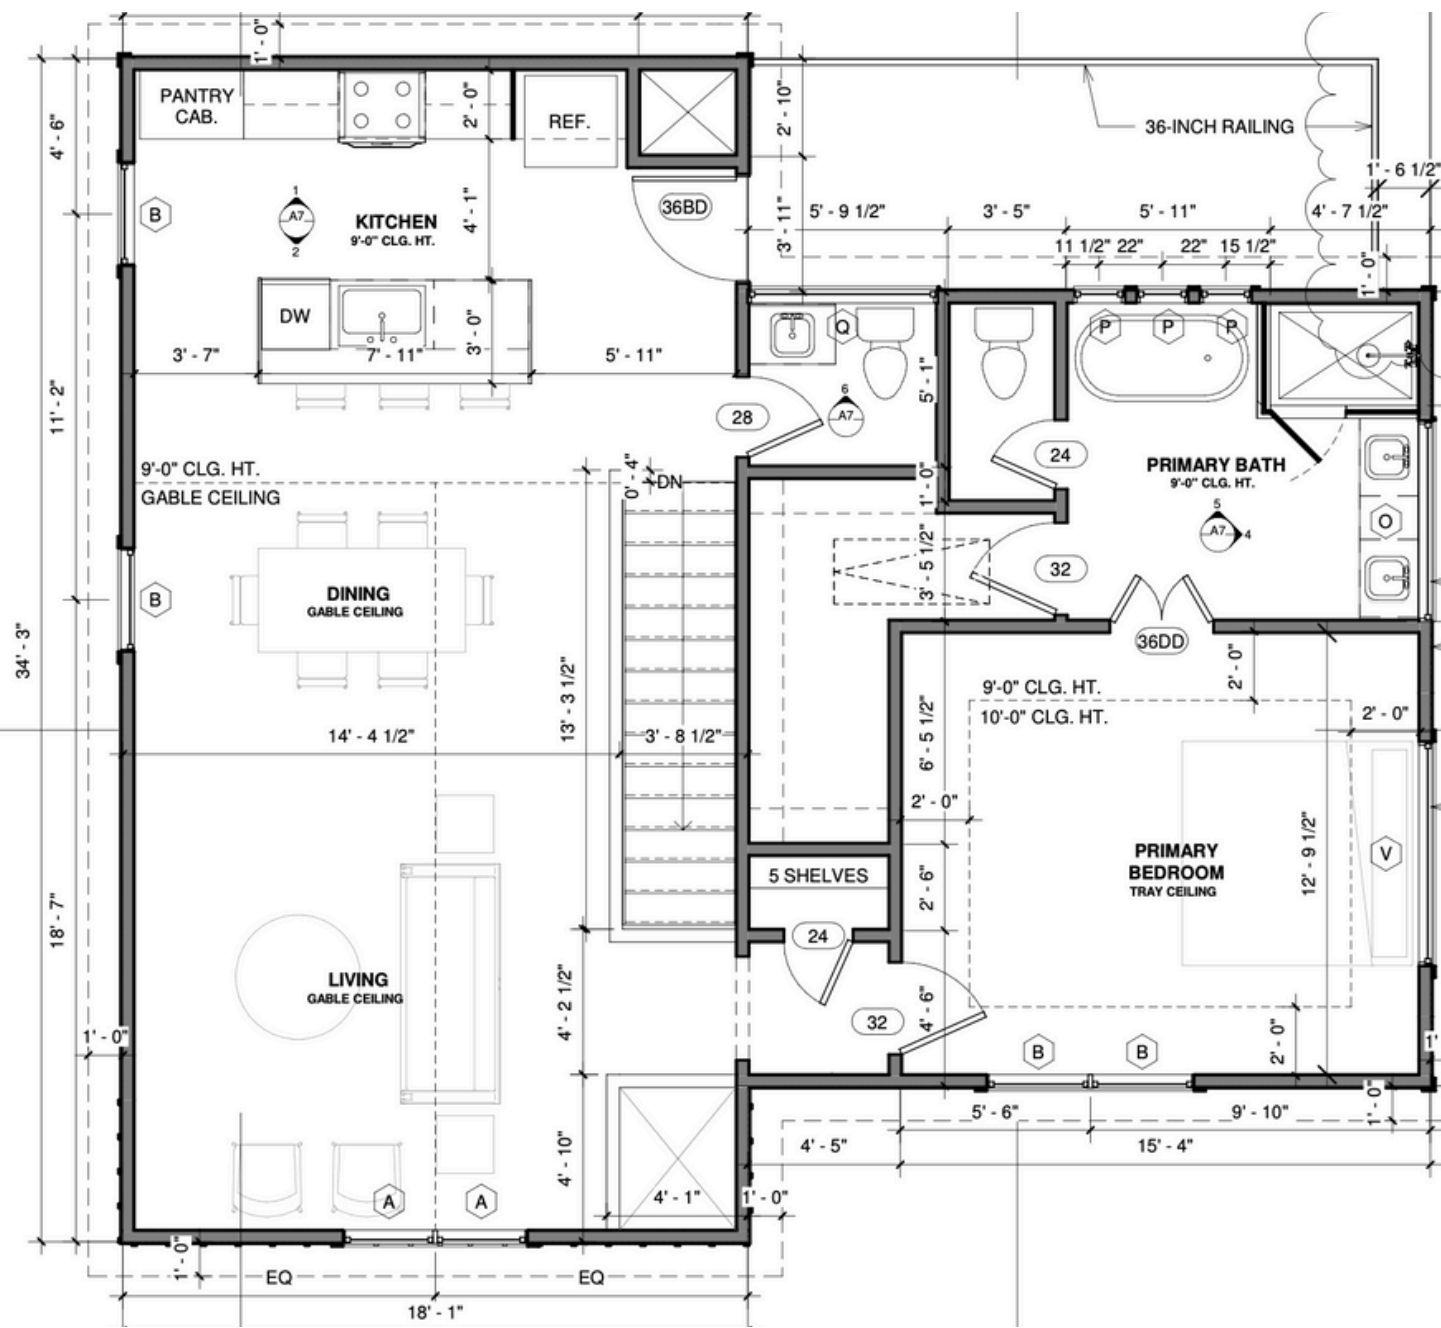 1' - 0"
PANTRY
CAB.
2' - 0"
REF.
2' - 10"
36-INCH RAILING
4' - 6"
1' - 6 1/2"
B
1
A7
2
KITCHEN
9'-0" CLG. HT.
4' - 1"
36BD
3' - 11"
5' - 9 1/2"
3' - 5"
5' - 11"
4' - 7 1/2"
11 1/2"
22"
22"
15 1/2"
1' - 0"
DW
3' - 0"
Q
P
P
P
3' - 7"
7' - 11"
5' - 11"
5' - 1"
11' - 2"
28
6
A7
24
PRIMARY BATH
9'-0" CLG. HT.
9'-0" CLG. HT.
GABLE CEILING
0' - 4"
DN
1' - 0"
5
A7
4
O
3' - 5 1/2"
32
B
DINING
GABLE CEILING
34' - 3"
36DD
2' - 0"
13' - 3 1/2"
9'-0" CLG. HT.
10'-0" CLG. HT.
2' - 0"
14' - 4 1/2"
3' - 8 1/2"
6' - 5 1/2"
2' - 0"
12' - 9 1/2"
PRIMARY
BEDROOM
TRAY CEILING
V
5 SHELVES
2' - 6"
18' - 7"
24
LIVING
GABLE CEILING
4' - 2 1/2"
32
4' - 6"
1' - 0"
B
B
2' - 0"
1'
5' - 6"
9' - 10"
1' - 0"
4' - 5"
15' - 4"
4' - 10"
A
A
4' - 1"
1' - 0"
1' - 0"
EQ
EQ
18' - 1"